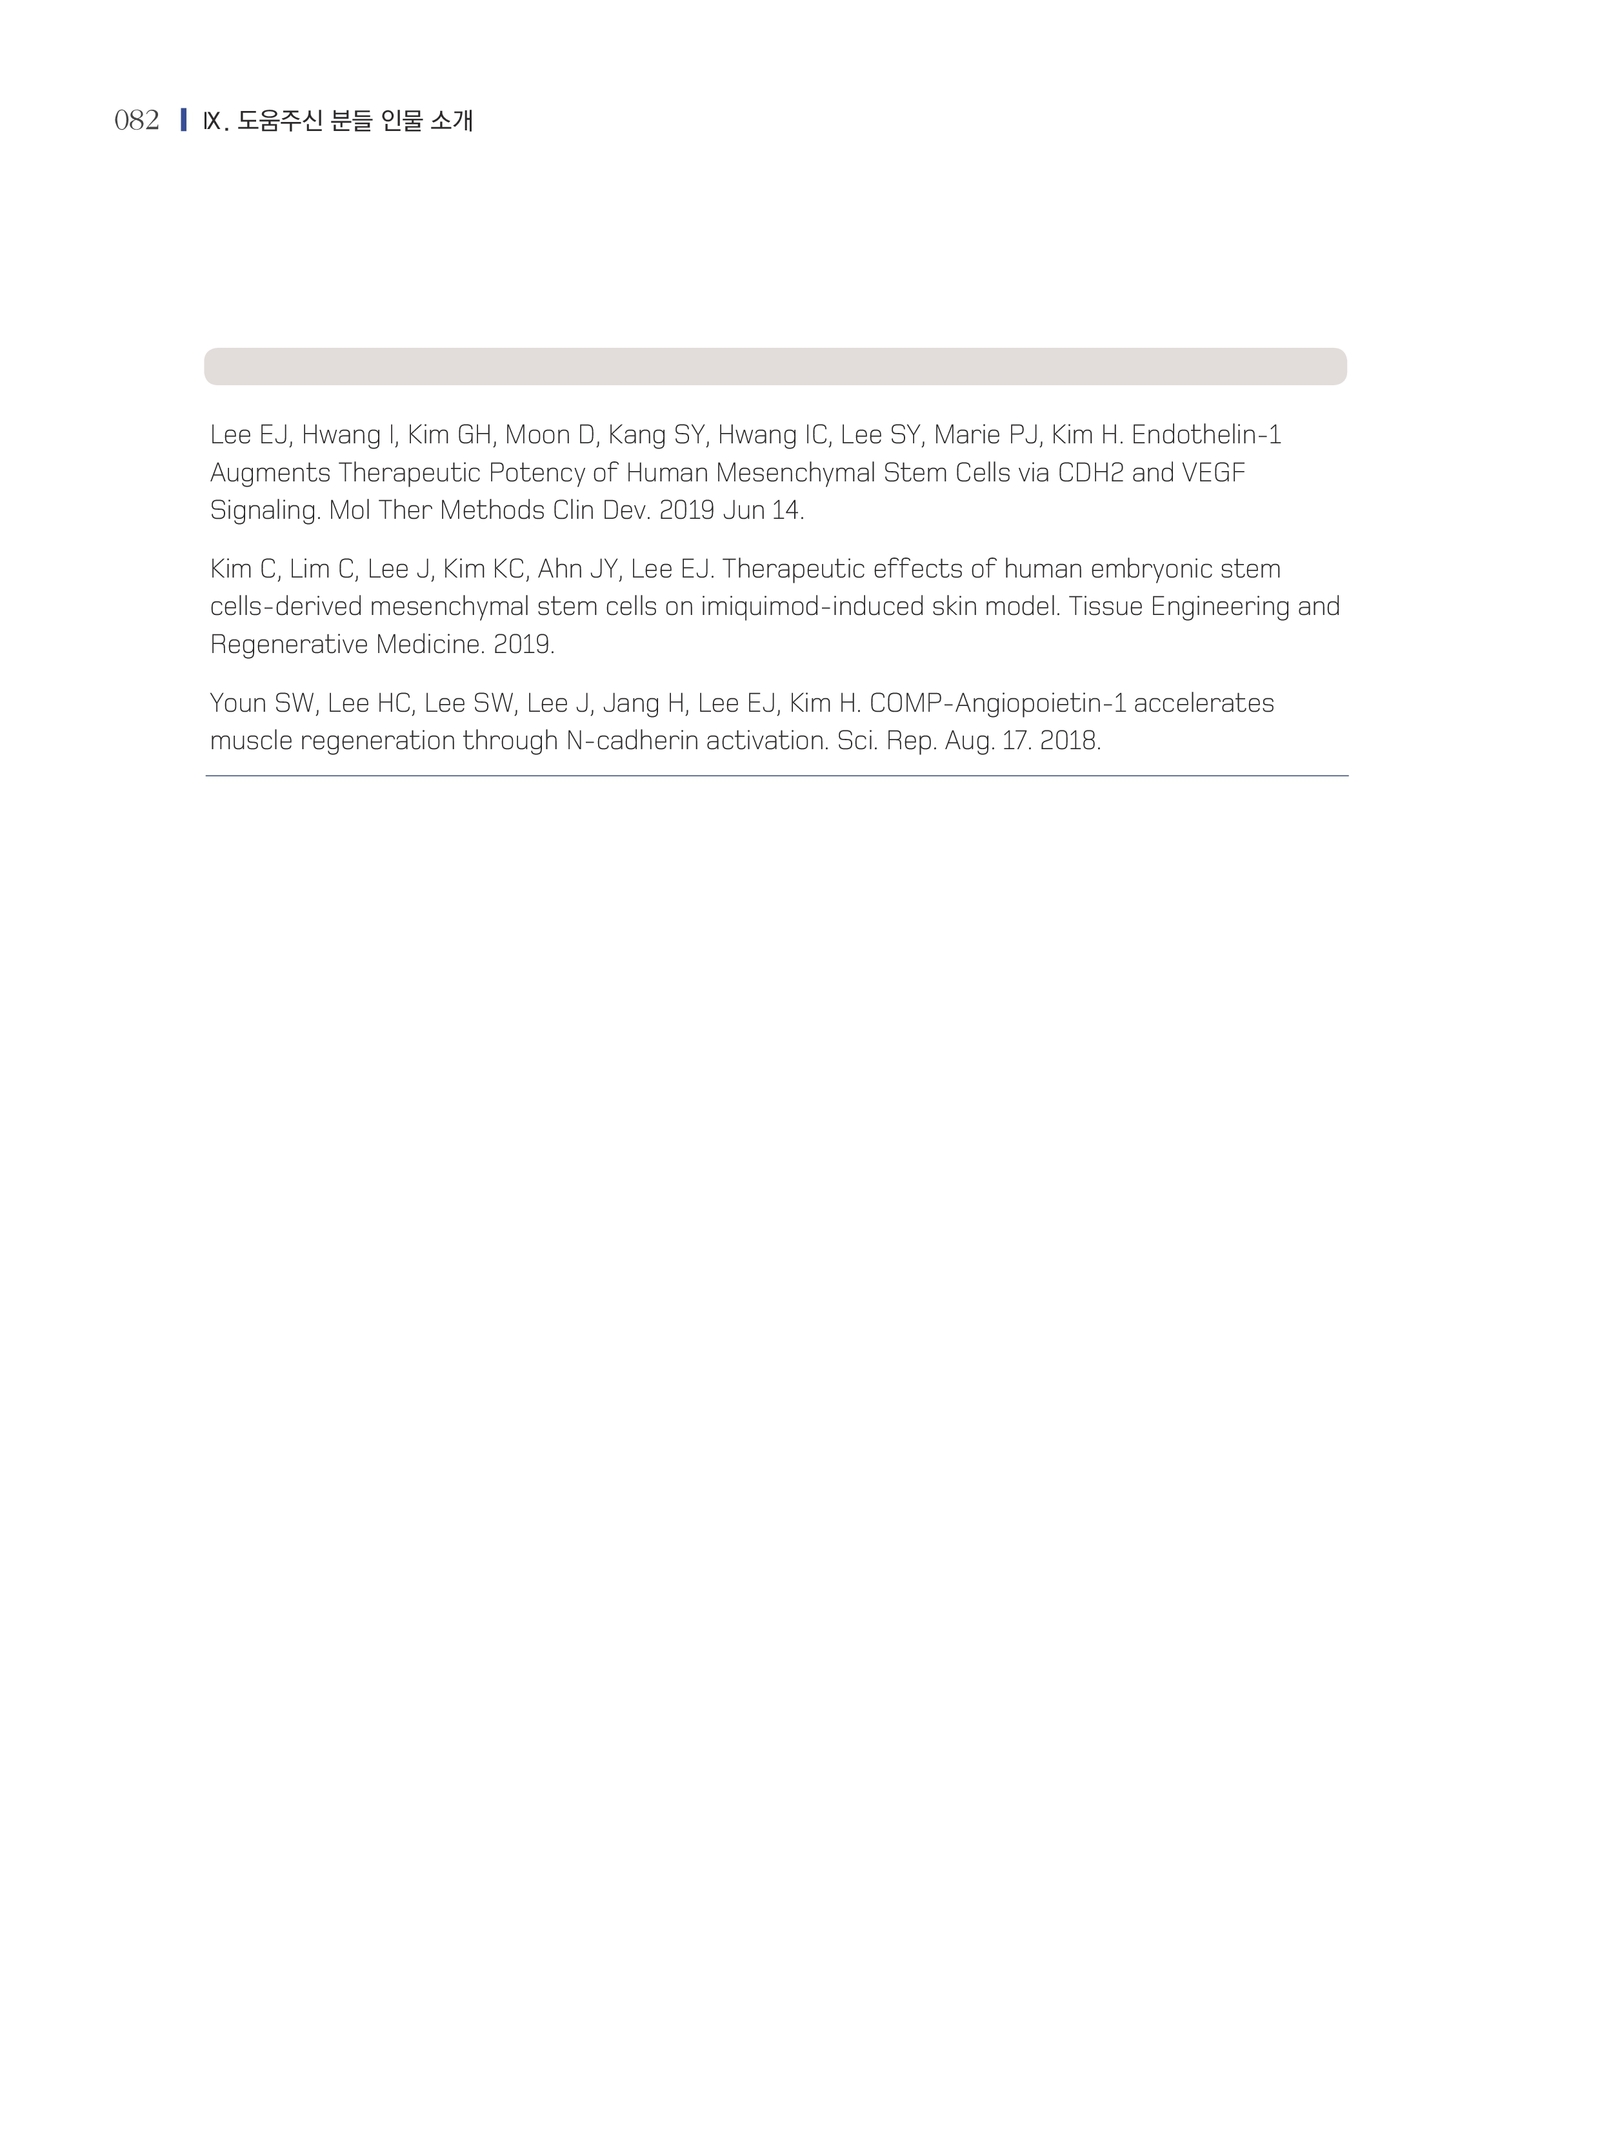 082 Ⅸ. 도움주신 분들 인물 소개
Lee EJ, Hwang I, Kim GH, Moon D, Kang SY, Hwang IC, Lee SY, Marie PJ, Kim H. Endothelin-1
Augments Therapeutic Potency of Human Mesenchymal Stem Cells via CDH2 and VEGF
Signaling. Mol Ther Methods Clin Dev. 2019 Jun 14.
Kim C, Lim C, Lee J, Kim KC, Ahn JY, Lee EJ. Therapeutic effects of human embryonic stem
cells-derived mesenchymal stem cells on imiquimod-induced skin model. Tissue Engineering and
Regenerative Medicine. 2019.
Youn SW, Lee HC, Lee SW, Lee J, Jang H, Lee EJ, Kim H. COMP-Angiopoietin-1 accelerates
muscle regeneration through N-cadherin activation. Sci. Rep. Aug. 17. 2018.